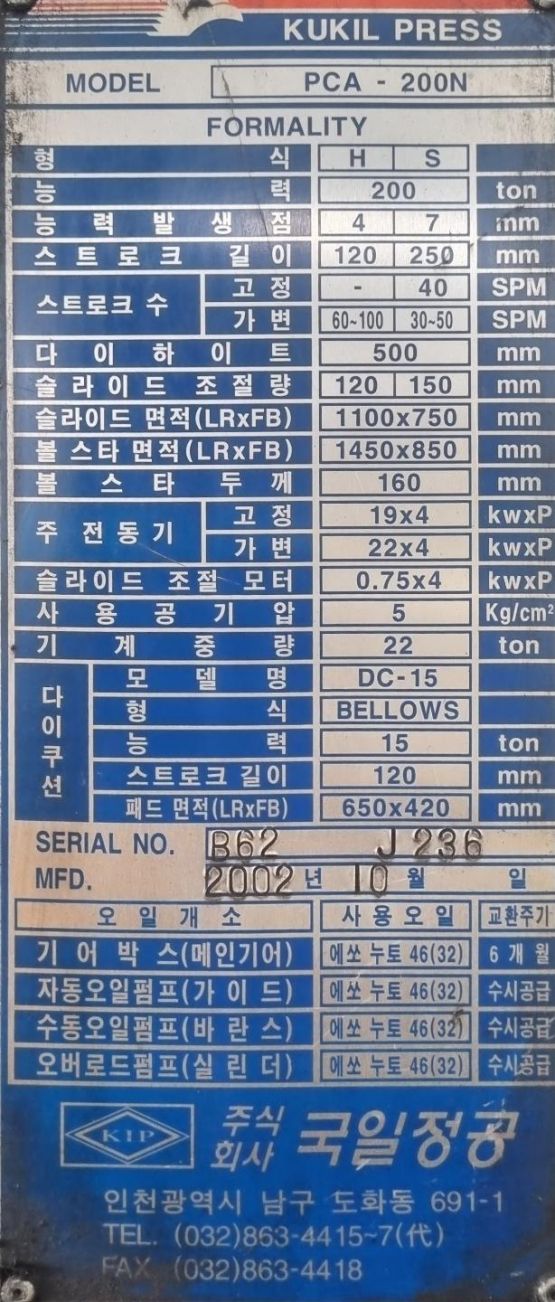 KUKIL PRESS
MODEL PCA - 200N
FORMALITY
형 식 H S
능 력 200 ton
능 력 발 생 점 4 7 mm
스 트 로 크 길 이 120 250 mm
스트로크 수 고 정 - 40 SPM
가 변 60~100 30~50 SPM
다 이 하 이 트 500 mm
슬 라 이 드 조 절 량 120 150 mm
슬라이드 면적(LRxFB) 1100x750 mm
볼 스 타 면적(LRxFB) 1450x850 mm
볼 스 타 두 께 160 mm
주 전 동 기 고 정 19x4 kwxP
가 변 22x4 kwxP
슬라이드 조절 모터 0.75x4 kwxP
사 용 공 기 압 5 Kg/cm²
기 계 중 량 22 ton
다이쿠션 모 델 명 DC-15
형 식 BELLOWS
능 력 15 ton
스트로크 길이 120 mm
패드 면적(LRxFB) 650x420 mm
SERIAL NO. B62 J 236
MFD. 2002 년 10 월 일
오 일 개 소 사 용 오 일 교환주기
기 어 박 스(메인기어) 에쏘 누토 46(32) 6 개 월
자동오일펌프(가 이 드) 에쏘 누토 46(32) 수시공급
수동오일펌프(바 란 스) 에쏘 누토 46(32) 수시공급
오버로드펌프(실 린 더) 에쏘 누토 46(32) 수시공급
KIP 주식회사 국일정공
인천광역시 남구 도화동 691-1
TEL. (032)863-4415~7(代)
FAX. (032)863-4418